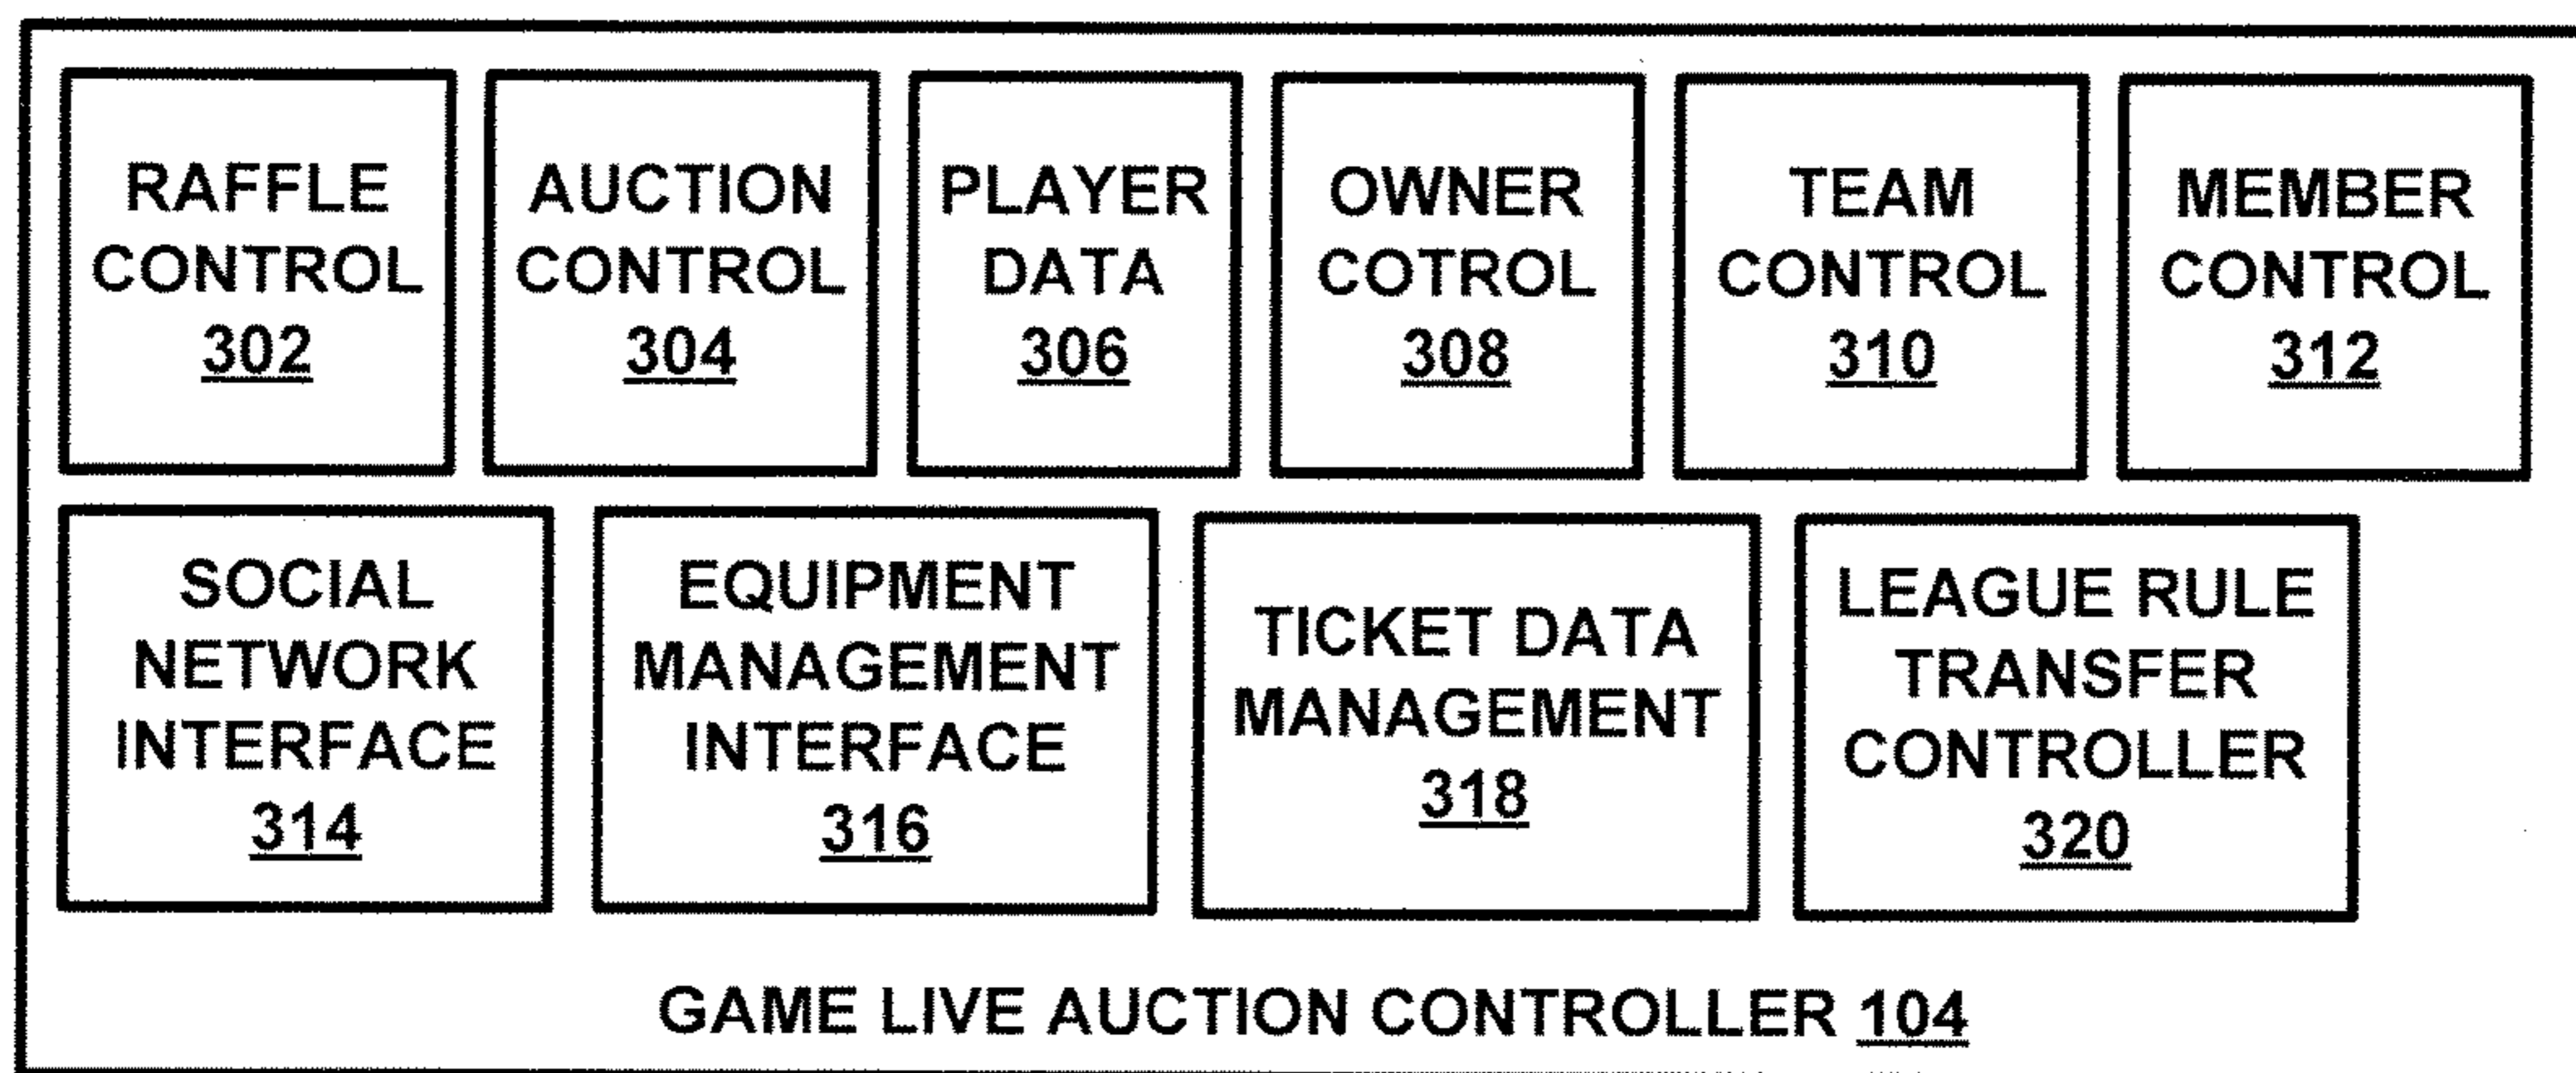 RAFFLE
CONTROL
302
AUCTION
CONTROL
304
PLAYER
DATA
306
OWNER
COTROL
308
TEAM
CONTROL
310
MEMBER
CONTROL
312
SOCIAL
NETWORK
INTERFACE
314
EQUIPMENT
MANAGEMENT
INTERFACE
316
TICKET DATA
MANAGEMENT
318
LEAGUE RULE
TRANSFER
CONTROLLER
320
GAME LIVE AUCTION CONTROLLER 104